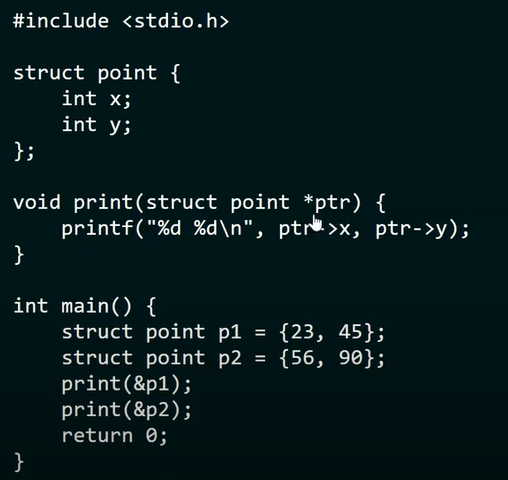 #include <stdio.h>
struct point {
    int x;
    int y;
};
void print(struct point *ptr) {
    printf("%d %d\n", ptr->x, ptr->y);
}
int main() {
    struct point p1 = {23, 45};
    struct point p2 = {56, 90};
    print(&p1);
    print(&p2);
    return 0;
}